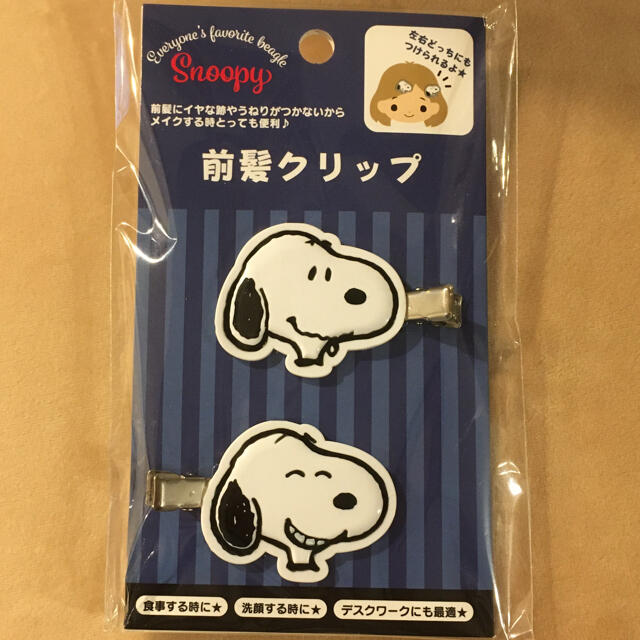 Everyone's favorite beagle
Snoopy
左右どっちにも
つけられるよ★
前髪にイヤな跡やうねりがつかないから
メイクする時とっても便利♪
前髪クリップ
食事する時に★
洗顔する時に★
デスクワークにも最適★